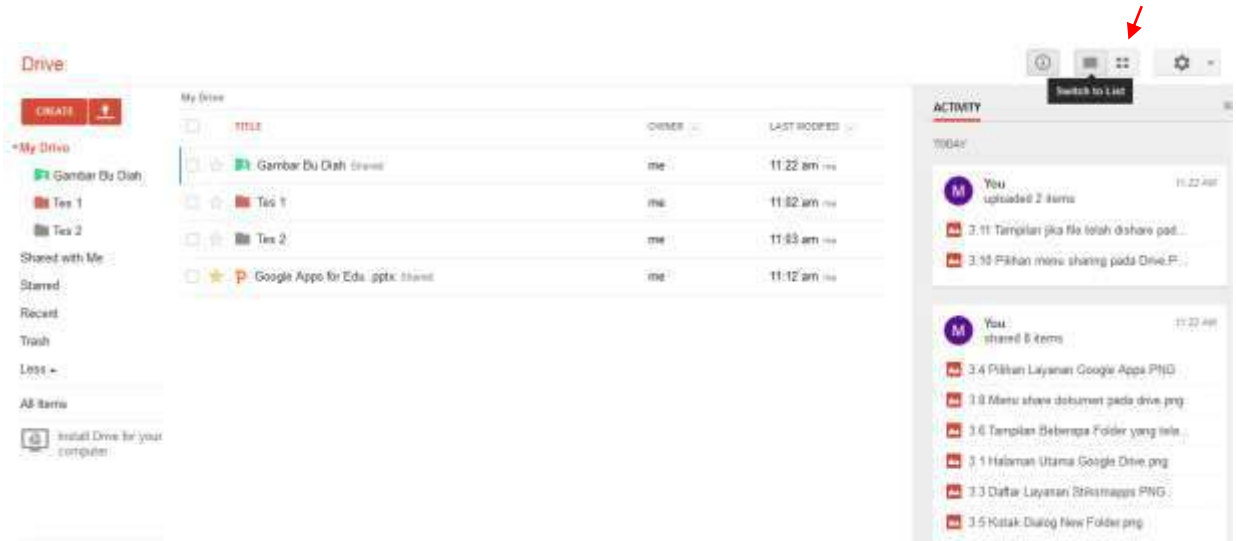 Drive
Switch to List
CREATE
My Drive
Gambar Bu Diah
Tes 1
Tes 2
Shared with Me
Starred
Recent
Trash
Less
All items
Install Drive for your
computer
My Drive
TITLE OWNER LAST MODIFIED
Gambar Bu Diah Shared me 11:22 am me
Tes 1 me 11:02 am me
Tes 2 me 11:03 am me
P Google Apps for Edu .pptx Shared me 11:12 am me
ACTIVITY
TODAY
M You 11:22 AM
uploaded 2 items
3.11 Tampilan jika file telah dishare pad...
3.10 Pilihan menu sharing pada Drive.P...
M You 11:22 AM
shared 8 items
3.4 Pilihan Layanan Google Apps.PNG
3.8 Menu share dokumen pada drive.png
3.6 Tampilan Beberapa Folder yang tela...
3.1 Halaman Utama Google Drive.png
3.3 Daftar Layanan Stikomapps.PNG
3.5 Kotak Dialog New Folder.png